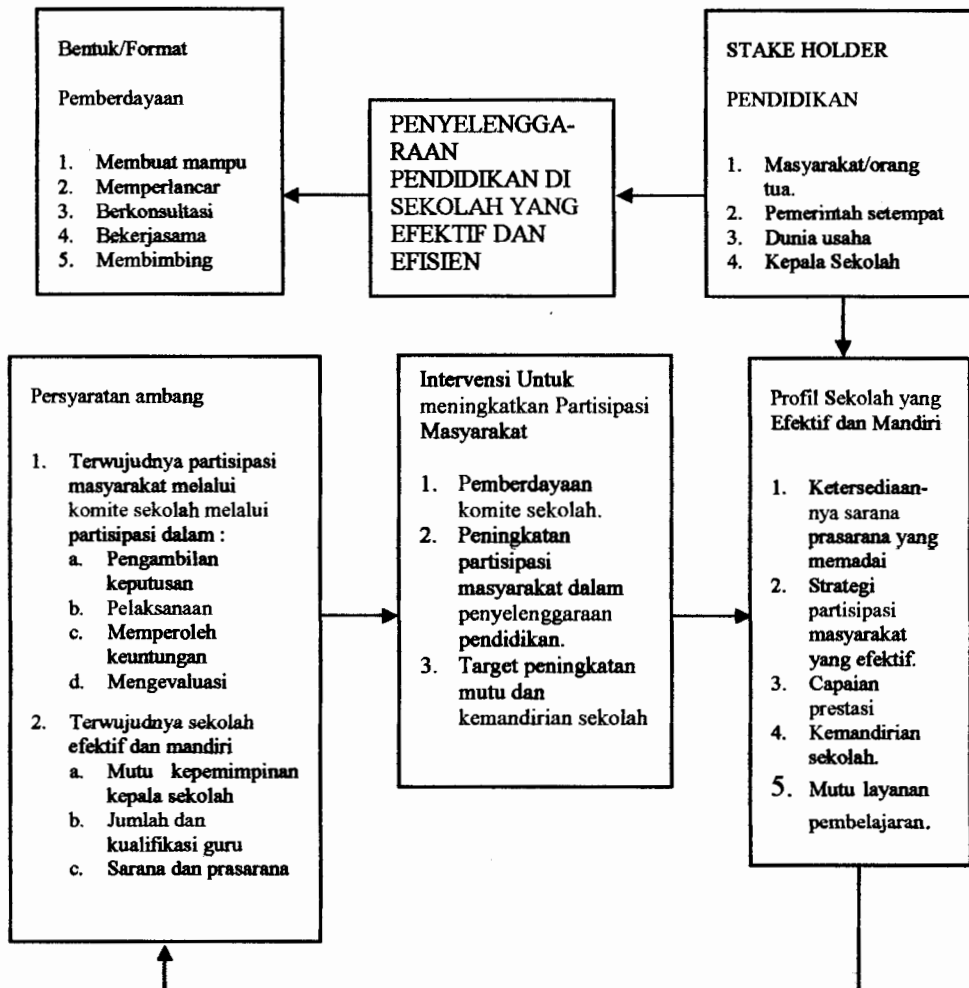 Bentuk/Format
Pemberdayaan
1. Membuat mampu
2. Memperlancar
3. Berkonsultasi
4. Bekerjasama
5. Membimbing
PENYELENGGA-
RAAN
PENDIDIKAN DI
SEKOLAH YANG
EFEKTIF DAN
EFISIEN
STAKE HOLDER
PENDIDIKAN
1. Masyarakat/orang
tua.
2. Pemerintah setempat
3. Dunia usaha
4. Kepala Sekolah
Persyaratan ambang
1. Terwujudnya partisipasi
masyarakat melalui
komite sekolah melalui
partisipasi dalam :
a. Pengambilan
keputusan
b. Pelaksanaan
c. Memperoleh
keuntungan
d. Mengevaluasi
2. Terwujudnya sekolah
efektif dan mandiri
a. Mutu kepemimpinan
kepala sekolah
b. Jumlah dan
kualifikasi guru
c. Sarana dan prasarana
Intervensi Untuk
meningkatkan Partisipasi
Masyarakat
1. Pemberdayaan
komite sekolah.
2. Peningkatan
partisipasi
masyarakat dalam
penyelenggaraan
pendidikan.
3. Target peningkatan
mutu dan
kemandirian sekolah
Profil Sekolah yang
Efektif dan Mandiri
1. Ketersediaan-
nya sarana
prasarana yang
memadai
2. Strategi
partisipasi
masyarakat
yang efektif.
3. Capaian
prestasi
4. Kemandirian
sekolah.
5. Mutu layanan
pembelajaran.